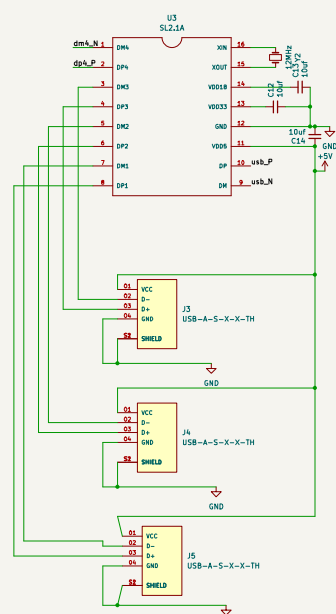 U3
SL2.1A
dm4_N 1 DM4 XIN 16
dp4_P 2 DP4 XOUT 15
3 DM3 VDD18 14
4 DP3 VDD33 13
5 DM2 GND 12
6 DP2 VDD5 11
7 DM1 DP 10 usb_P
8 DP1 DM 9 usb_N
12MHz
Y2
C13
10uf
C12
10uf
10uf
C14
GND
+5V
01 VCC
02 D-
03 D+
04 GND
S2 SHIELD
J3
USB-A-S-X-X-TH
GND
01 VCC
02 D-
03 D+
04 GND
S2 SHIELD
J4
USB-A-S-X-X-TH
GND
01 VCC
02 D-
03 D+
04 GND
S2 SHIELD
J5
USB-A-S-X-X-TH